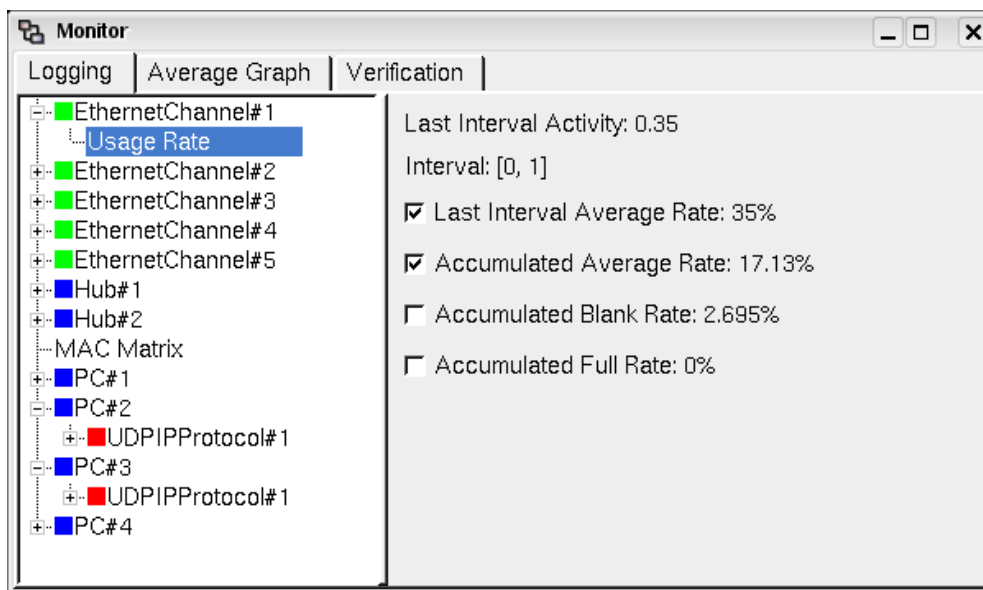 Monitor
Logging Average Graph Verification
EthernetChannel#1
Usage Rate
EthernetChannel#2
EthernetChannel#3
EthernetChannel#4
EthernetChannel#5
Hub#1
Hub#2
MAC Matrix
PC#1
PC#2
UDPIPProtocol#1
PC#3
UDPIPProtocol#1
PC#4
Last Interval Activity: 0.35
Interval: [0, 1]
Last Interval Average Rate: 35%
Accumulated Average Rate: 17.13%
Accumulated Blank Rate: 2.695%
Accumulated Full Rate: 0%